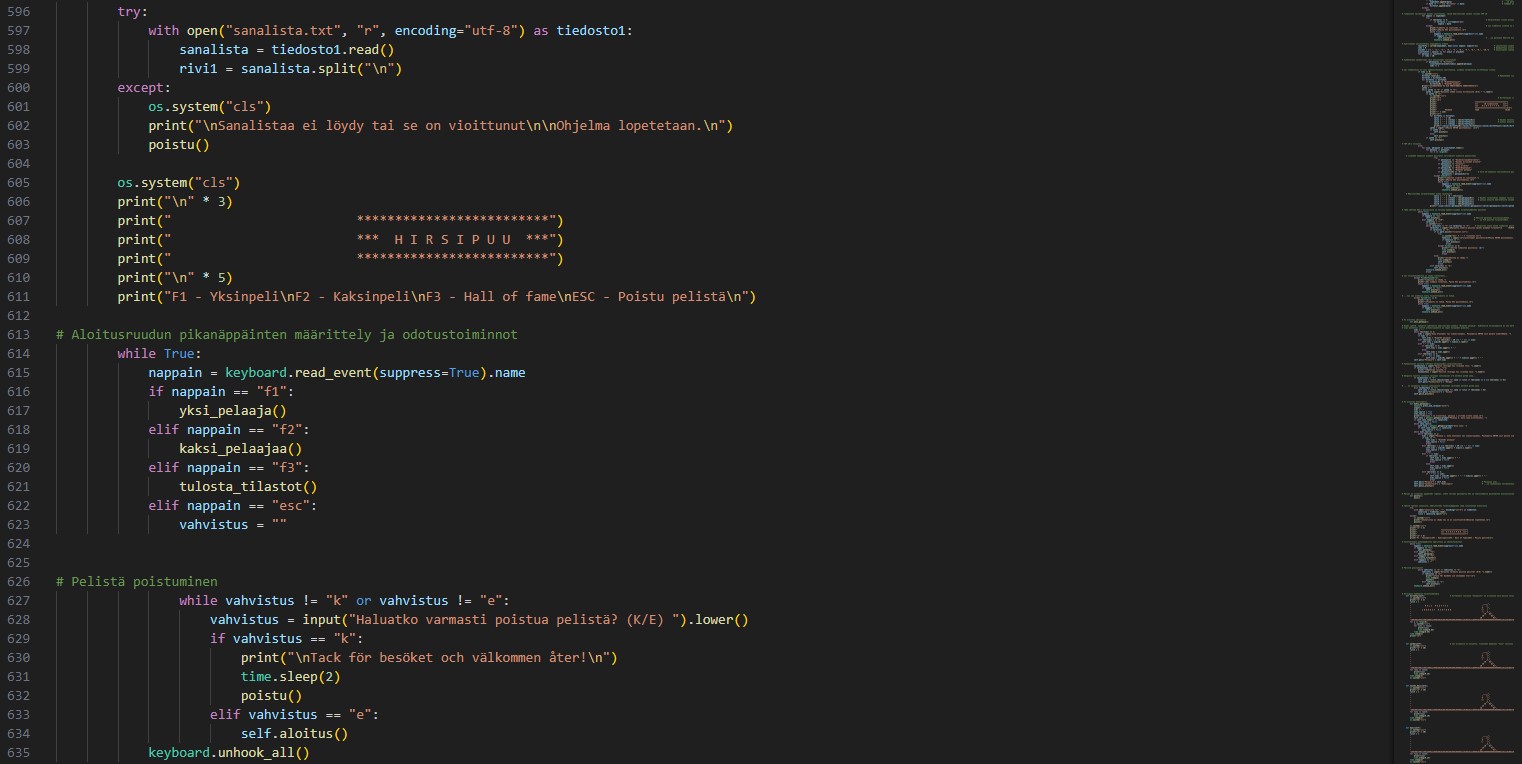 596 try:
597 with open("sanalista.txt", "r", encoding="utf-8") as tiedosto1:
598 sanalista = tiedosto1.read()
599 rivi1 = sanalista.split("\n")
600 except:
601 os.system("cls")
602 print("\nSanalistaa ei löydy tai se on vioittunut\n\nOhjelma lopetetaan.\n")
603 poistu()
604
605 os.system("cls")
606 print("\n" * 3)
607 print("                        *************************")
608 print("                        ***  H I R S I P U U  ***")
609 print("                        *************************")
610 print("\n" * 5)
611 print("F1 - Yksinpeli\nF2 - Kaksinpeli\nF3 - Hall of fame\nESC - Poistu pelistä\n")
612
613 # Aloitusruudun pikanäppäinten määrittely ja odotustoiminnot
614 while True:
615 nappain = keyboard.read_event(suppress=True).name
616 if nappain == "f1":
617 yksi_pelaaja()
618 elif nappain == "f2":
619 kaksi_pelaajaa()
620 elif nappain == "f3":
621 tulosta_tilastot()
622 elif nappain == "esc":
623 vahvistus = ""
624
625
626 # Pelistä poistuminen
627 while vahvistus != "k" or vahvistus != "e":
628 vahvistus = input("Haluatko varmasti poistua pelistä? (K/E) ").lower()
629 if vahvistus == "k":
630 print("\nTack för besöket och välkommen åter!\n")
631 time.sleep(2)
632 poistu()
633 elif vahvistus == "e":
634 self.aloitus()
635 keyboard.unhook_all()